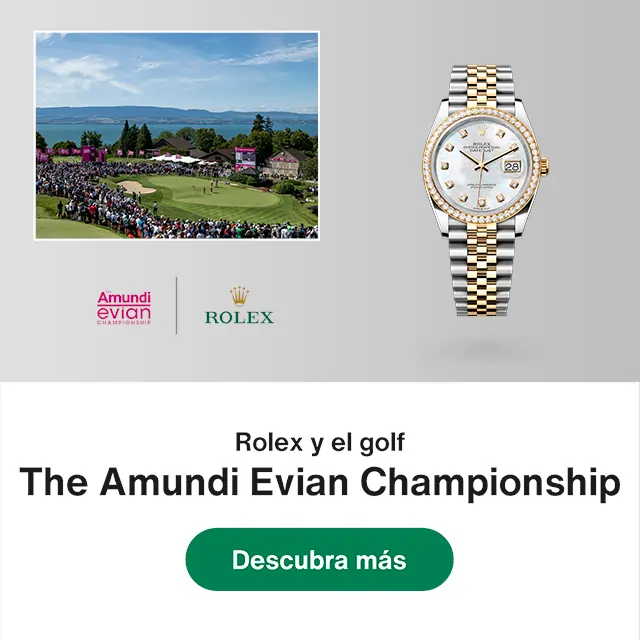 ROLEX
OYSTER PERPETUAL
DATEJUST
28
Amundi
evian
CHAMPIONSHIP
ROLEX
Rolex y el golf
The Amundi Evian Championship
Descubra más